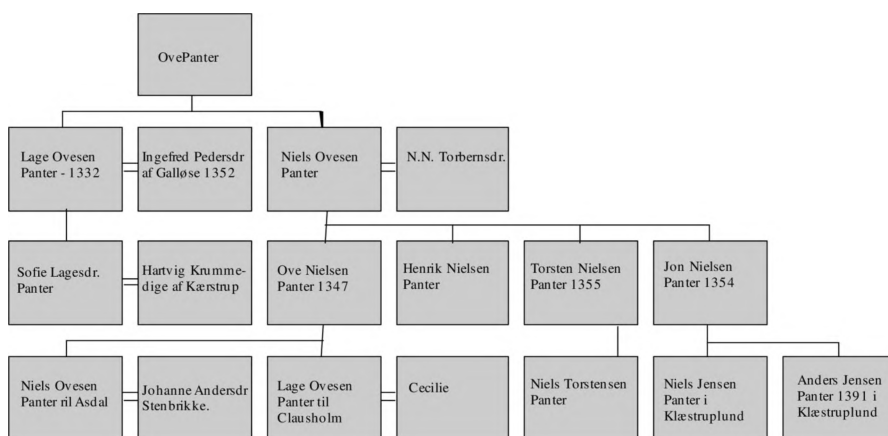 OvePanter
Lage Ovesen
Panter - 1332
Ingefred Pedersdr
af Galløse 1352
Niels Ovesen
Panter
N.N. Torbernsdr.
Sofie Lagesdr.
Panter
Hartvig Krumme-
dige af Kærstrup
Ove Nielsen
Panter 1347
Henrik Nielsen
Panter
Torsten Nielsen
Panter 1355
Jon Nielsen
Panter 1354
Niels Ovesen
Panter ril Asdal
Johanne Andersdr
Stenbrikke.
Lage Ovesen
Panter til
Clausholm
Cecilie
Niels Torstensen
Panter
Niels Jensen
Panter i
Klæstruplund
Anders Jensen
Panter 1391 i
Klæstruplund